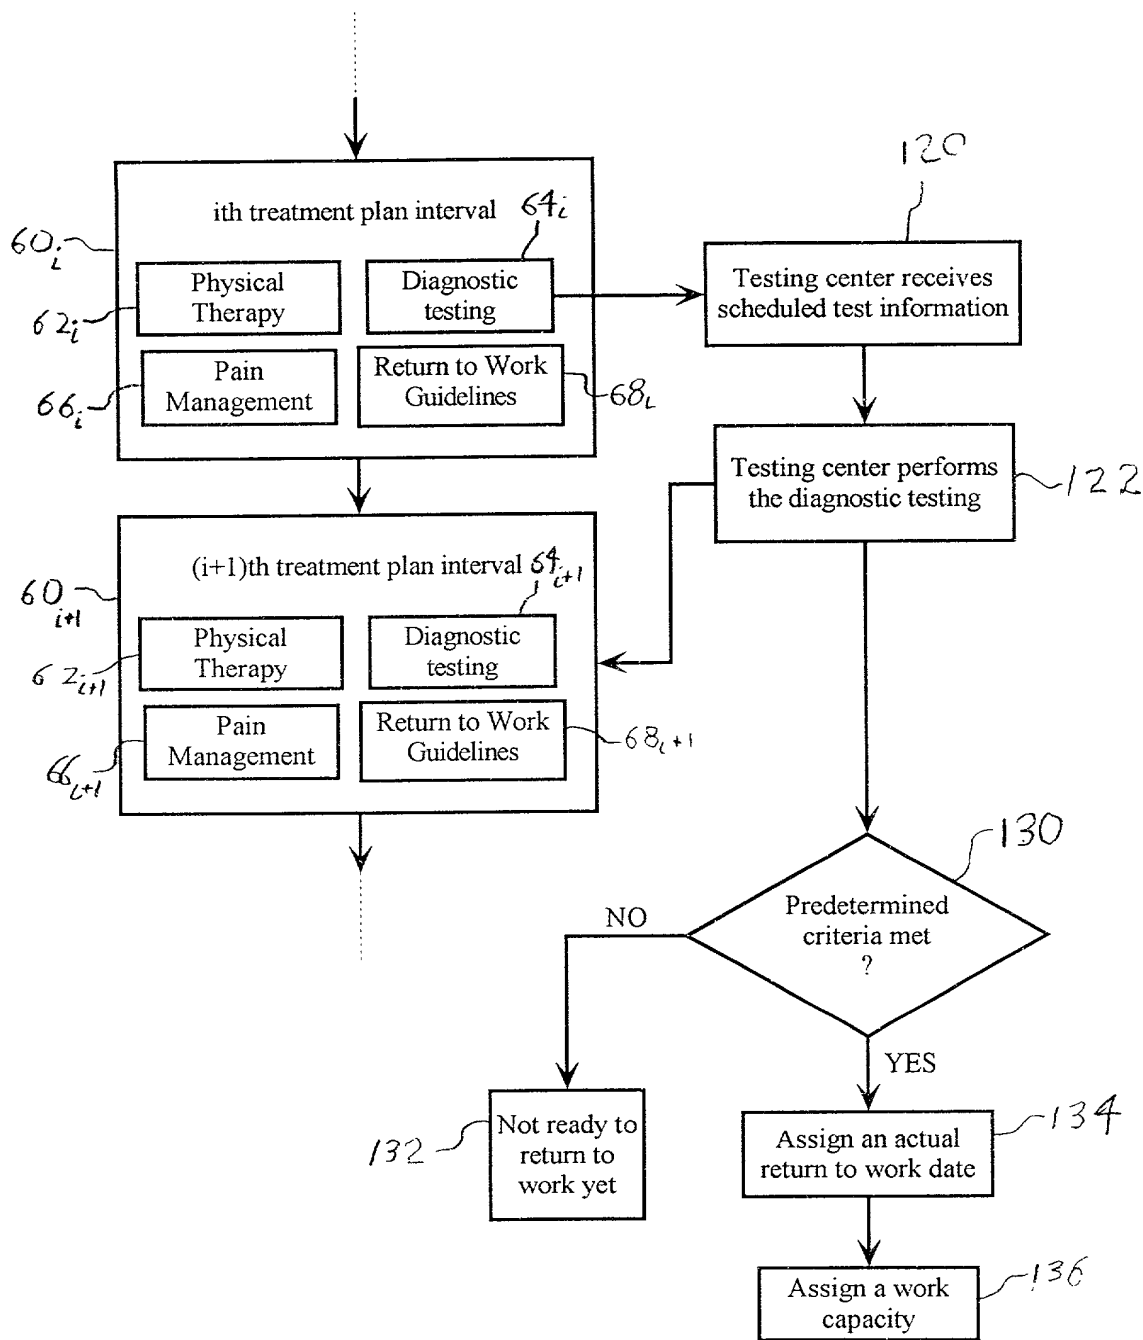 120
ith treatment plan interval
64i
60i
Physical
Therapy
Diagnostic
testing
62i
Pain
Management
Return to Work
Guidelines
66i
68i
Testing center receives
scheduled test information
Testing center performs
the diagnostic testing
122
(i+1)th treatment plan interval
64i+1
60i+1
Physical
Therapy
Diagnostic
testing
62i+1
Pain
Management
Return to Work
Guidelines
66i+1
68i+1
130
Predetermined
criteria met
?
NO
YES
132
Not ready to
return to
work yet
134
Assign an actual
return to work date
136
Assign a work
capacity